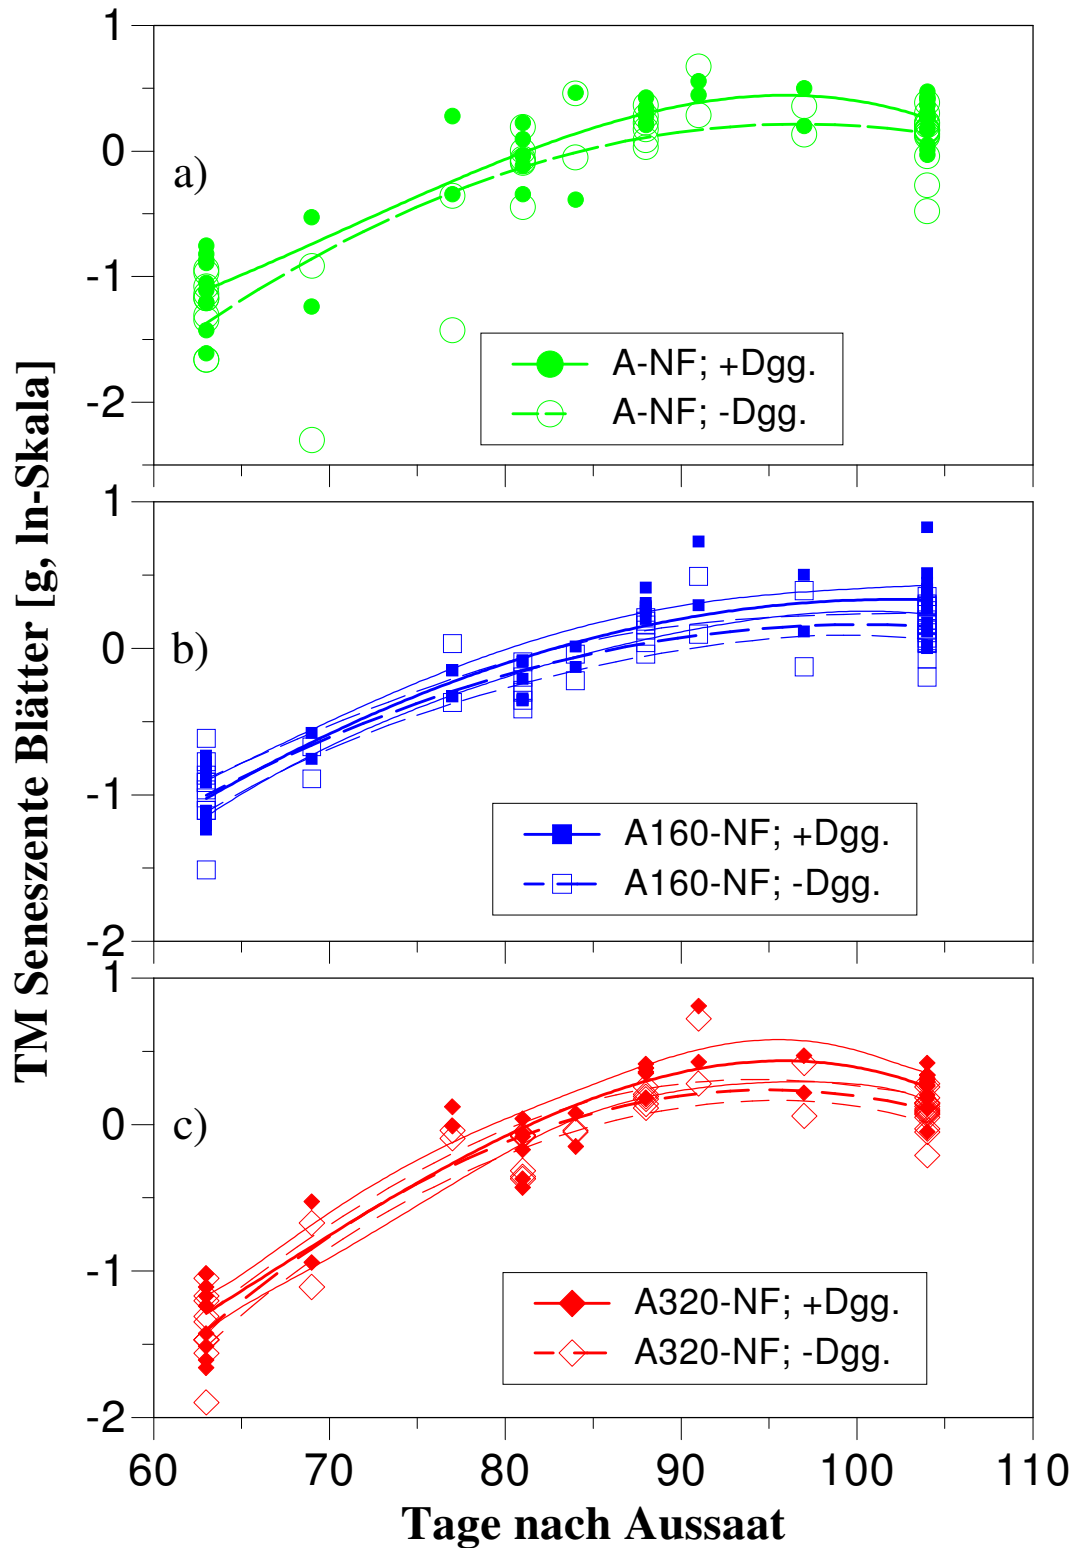 TM Seneszente Blätter [g, ln-Skala]
1
0
-1
-2
a)
A-NF; +Dgg.
A-NF; -Dgg.
1
0
-1
-2
b)
A160-NF; +Dgg.
A160-NF; -Dgg.
1
0
-1
-2
c)
A320-NF; +Dgg.
A320-NF; -Dgg.
60 70 80 90 100 110
Tage nach Aussaat